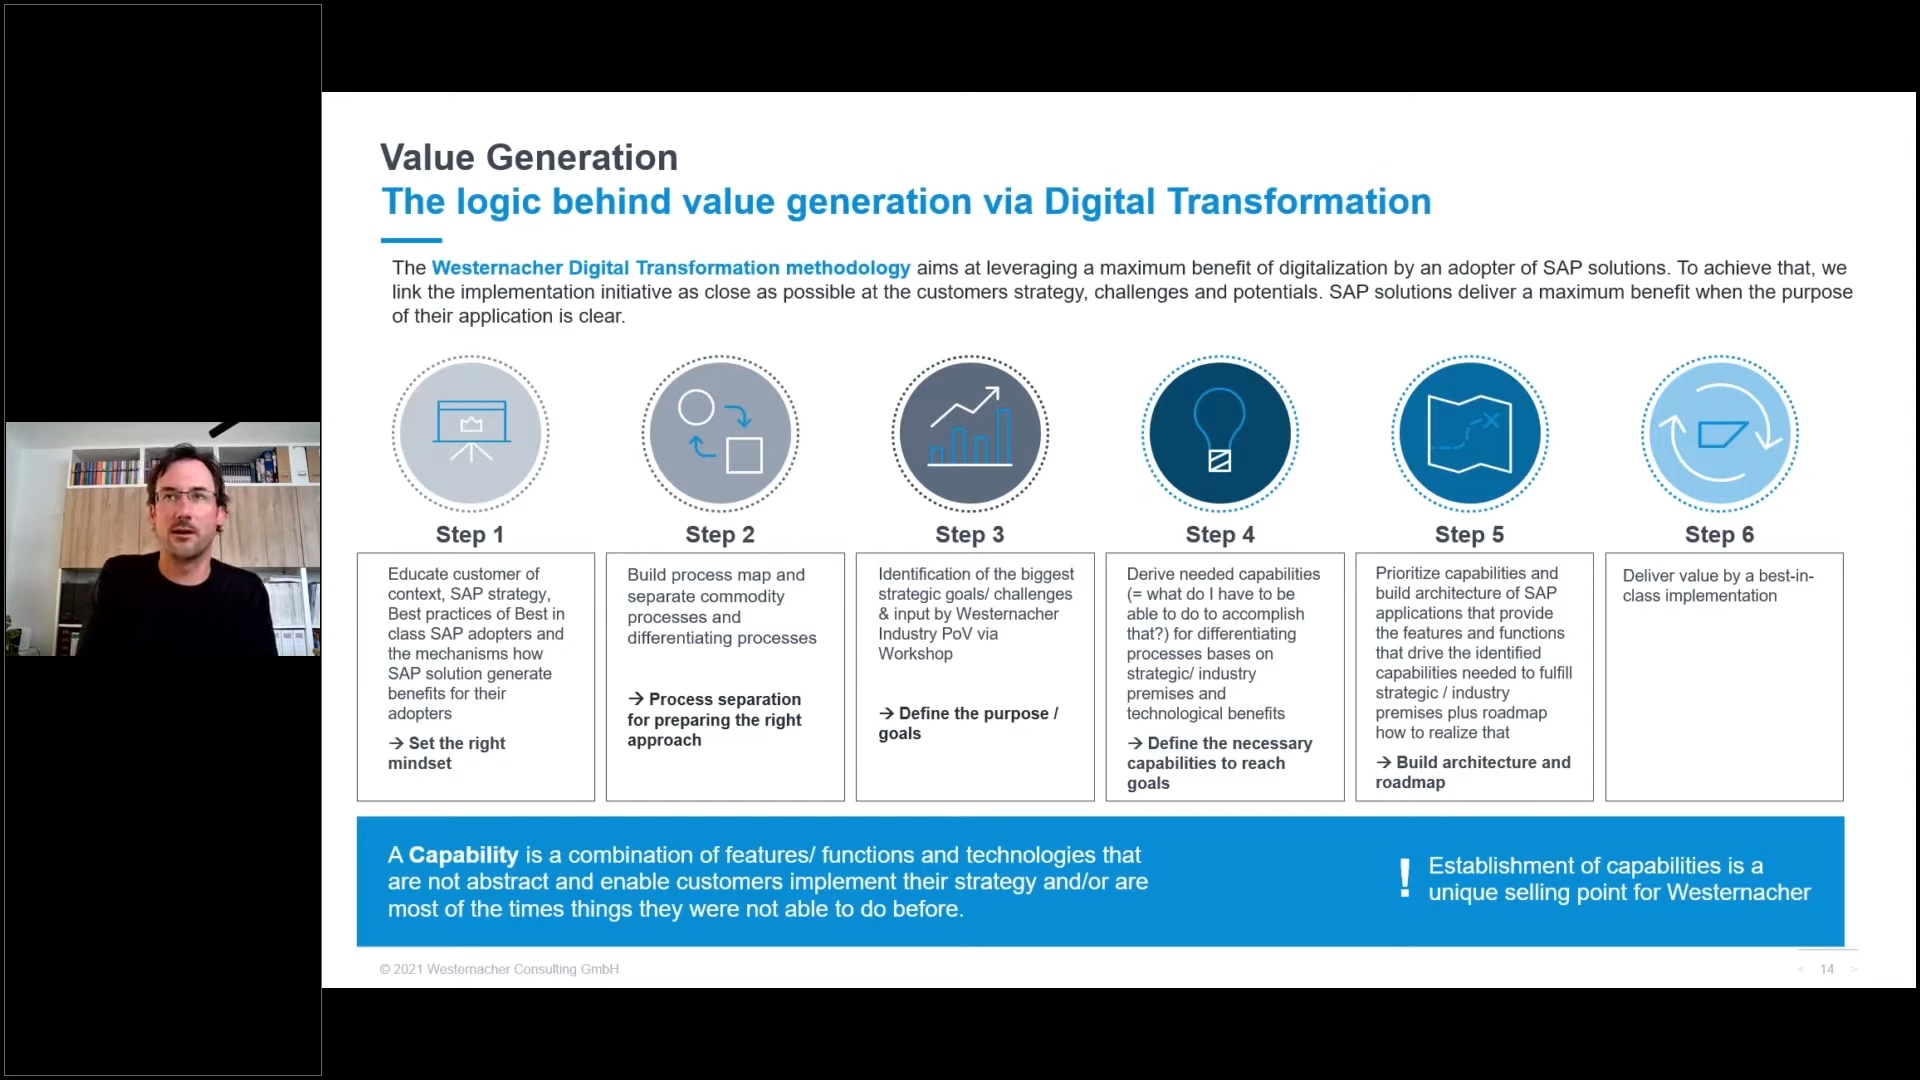 Value Generation
The logic behind value generation via Digital Transformation
The Westernacher Digital Transformation methodology aims at leveraging a maximum benefit of digitalization by an adopter of SAP solutions. To achieve that, we
link the implementation initiative as close as possible at the customers strategy, challenges and potentials. SAP solutions deliver a maximum benefit when the purpose
of their application is clear.
Step 1
Educate customer of
context, SAP strategy,
Best practices of Best in
class SAP adopters and
the mechanisms how
SAP solution generate
benefits for their
adopters
→ Set the right
mindset
Step 2
Build process map and
separate commodity
processes and
differentiating processes
→ Process separation
for preparing the right
approach
Step 3
Identification of the biggest
strategic goals/ challenges
& input by Westernacher
Industry PoV via
Workshop
→ Define the purpose /
goals
Step 4
Derive needed capabilities
(= what do I have to be
able to do to accomplish
that?) for differentiating
processes bases on
strategic/ industry
premises and
technological benefits
→ Define the necessary
capabilities to reach
goals
Step 5
Prioritize capabilities and
build architecture of SAP
applications that provide
the features and functions
that drive the identified
capabilities needed to fulfill
strategic / industry
premises plus roadmap
how to realize that
→ Build architecture and
roadmap
Step 6
Deliver value by a best-in-
class implementation
A Capability is a combination of features/ functions and technologies that
are not abstract and enable customers implement their strategy and/or are
most of the times things they were not able to do before.
! Establishment of capabilities is a
unique selling point for Westernacher
© 2021 Westernacher Consulting GmbH
< 14 >